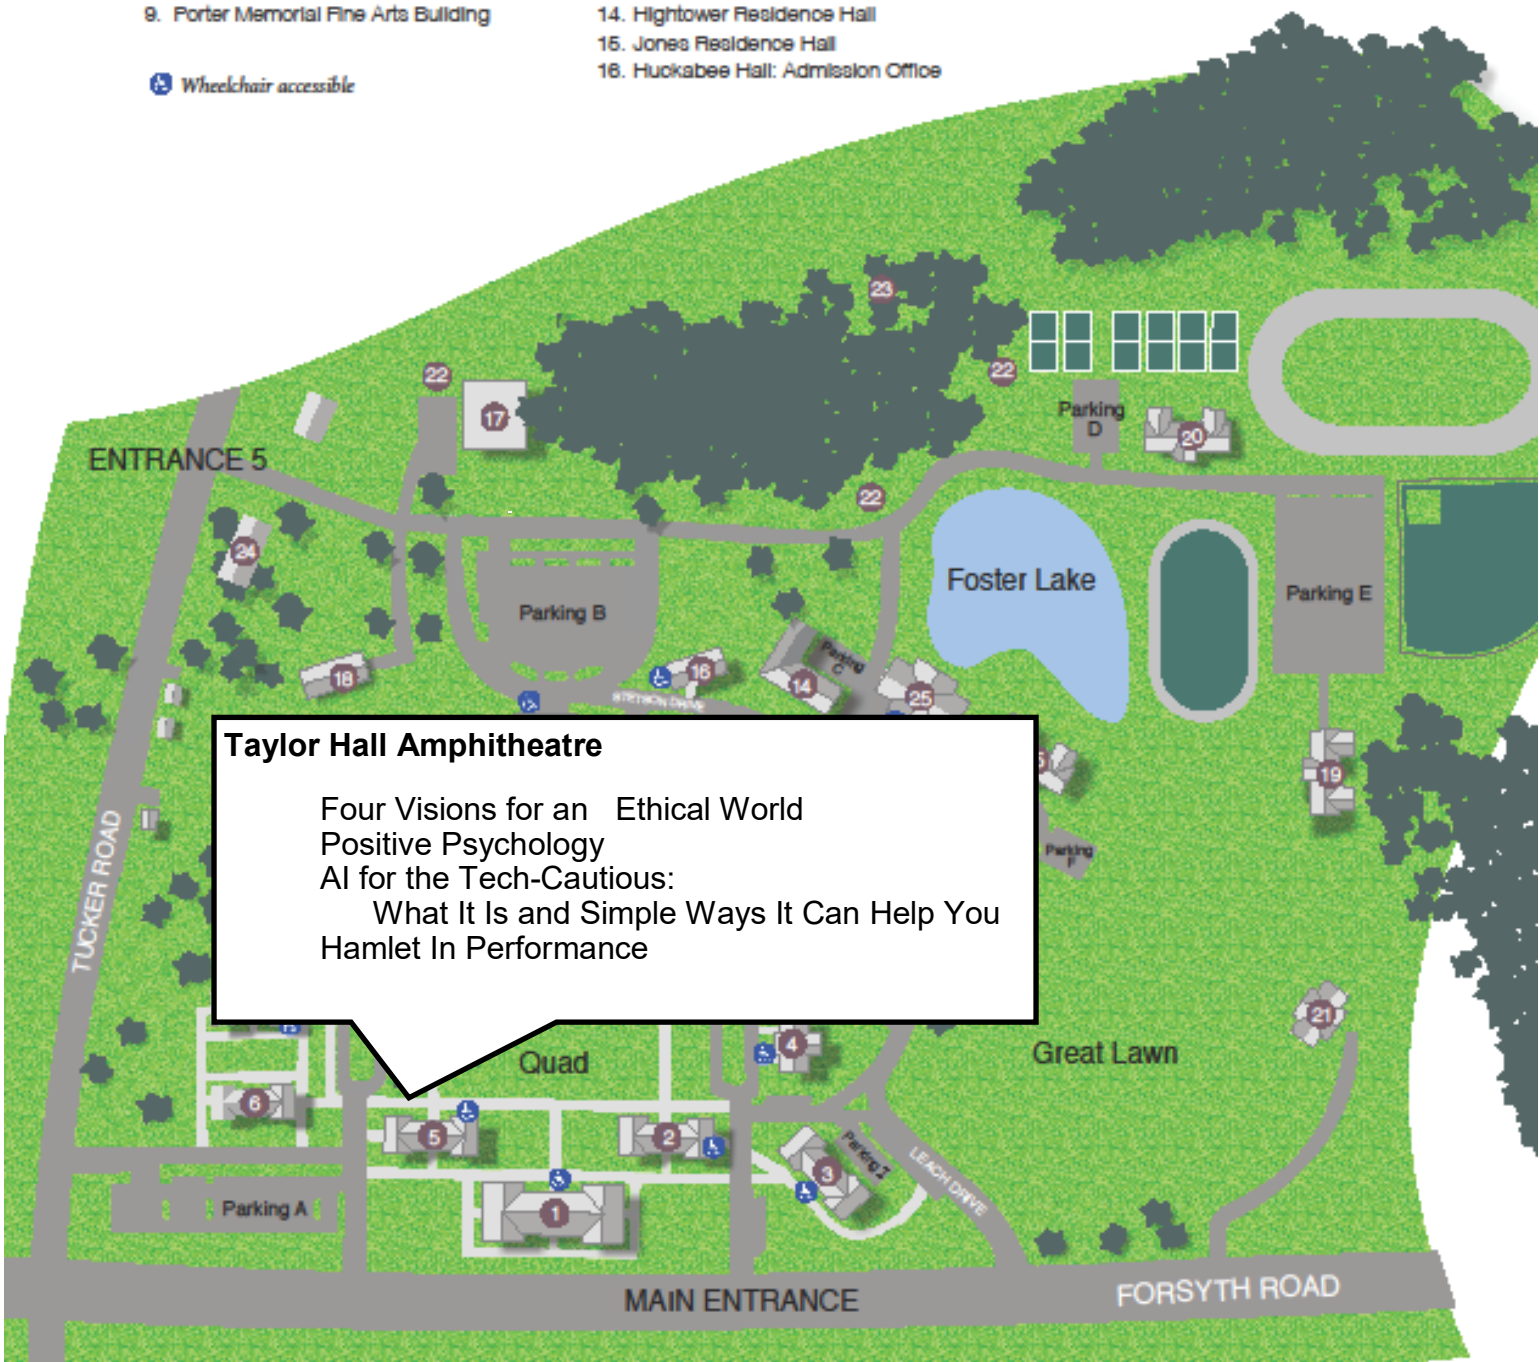 9. Porter Memorial Fine Arts Building
14. Hightower Residence Hall
15. Jones Residence Hall
16. Huckabee Hall: Admission Office
Wheelchair accessible
23
22
22
17
Parking
D
20
ENTRANCE 5
22
24
Foster Lake
Parking E
Parking B
18
16
14
Parking
C
25
STETSON DRIVE
19
Taylor Hall Amphitheatre
Four Visions for an Ethical World
Positive Psychology
AI for the Tech-Cautious:
What It Is and Simple Ways It Can Help You
Hamlet In Performance
Parking
F
TUCKER ROAD
21
4
Quad
Great Lawn
6
5
2
3
Parking Z
LEACH DRIVE
Parking A
1
MAIN ENTRANCE
FORSYTH ROAD